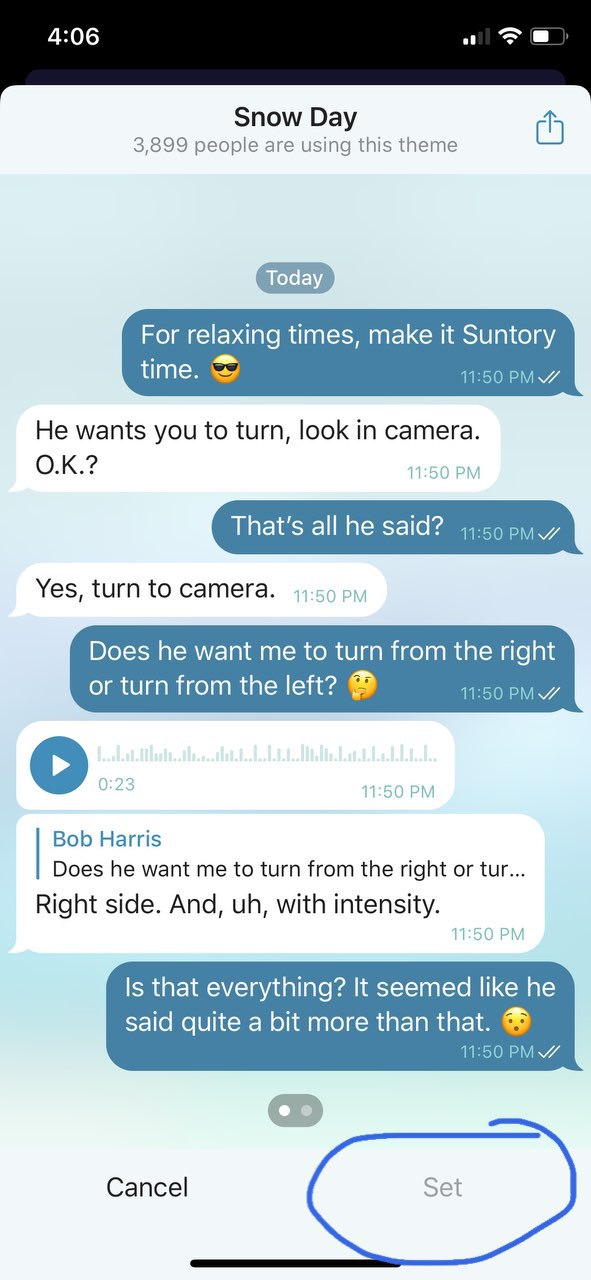 4:06
Snow Day
3,899 people are using this theme
Today
For relaxing times, make it Suntory
time. 😎
11:50 PM
He wants you to turn, look in camera.
O.K.?
11:50 PM
That’s all he said?
11:50 PM
Yes, turn to camera.
11:50 PM
Does he want me to turn from the right
or turn from the left? 🤔
11:50 PM
0:23
11:50 PM
Bob Harris
Does he want me to turn from the right or tur...
Right side. And, uh, with intensity.
11:50 PM
Is that everything? It seemed like he
said quite a bit more than that. 😯
11:50 PM
Cancel
Set